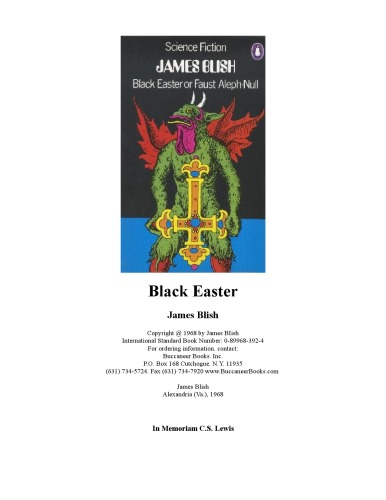 Science Fiction
JAMES BLISH
Black Easter or Faust Aleph-Null
Black Easter
James Blish
Copyright @ 1968 by James Blish
International Standard Book Number: 0-89968-392-4
For ordering information. contact:
Buccaneer Books. Inc
P.O. Box 168 Cutchogue. N.Y. 11935
(631) 734-5724. Fax (631) 734-7920 www.BuccaneerBooks.com
James Blish
Alexandria (Va.), 1968
In Memoriam C.S. Lewis